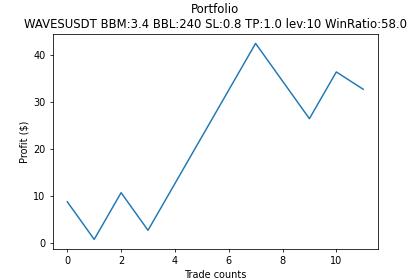 Portfolio
WAVESUSDT BBM:3.4 BBL:240 SL:0.8 TP:1.0 lev:10 WinRatio:58.0
40
30
20
10
0
Profit ($)
0 2 4 6 8 10
Trade counts